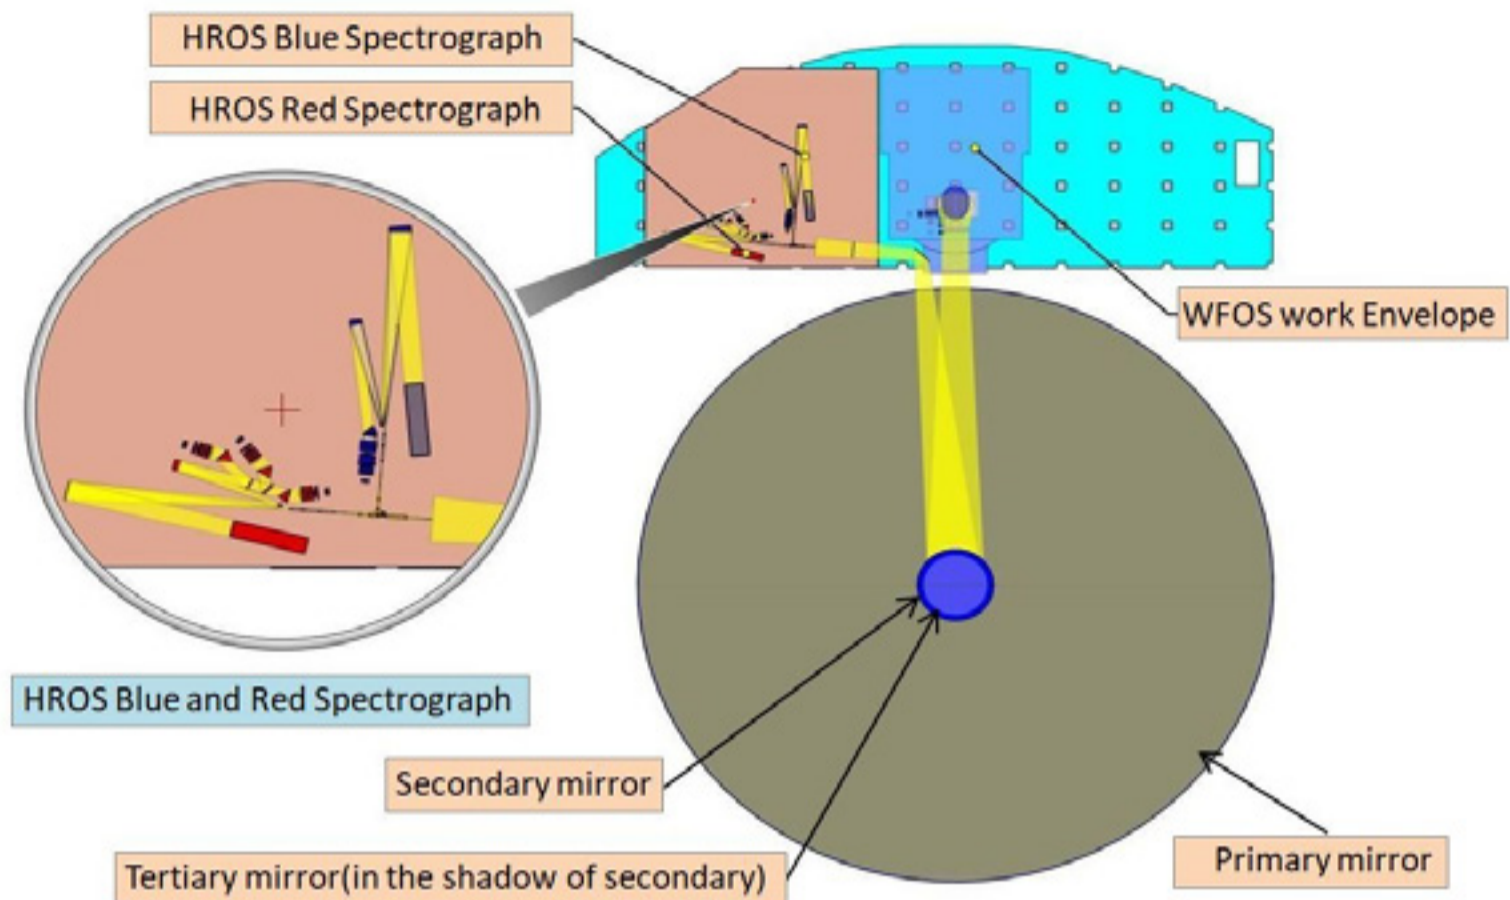 HROS Blue Spectrograph
HROS Red Spectrograph
WFOS work Envelope
HROS Blue and Red Spectrograph
Secondary mirror
Tertiary mirror(in the shadow of secondary)
Primary mirror